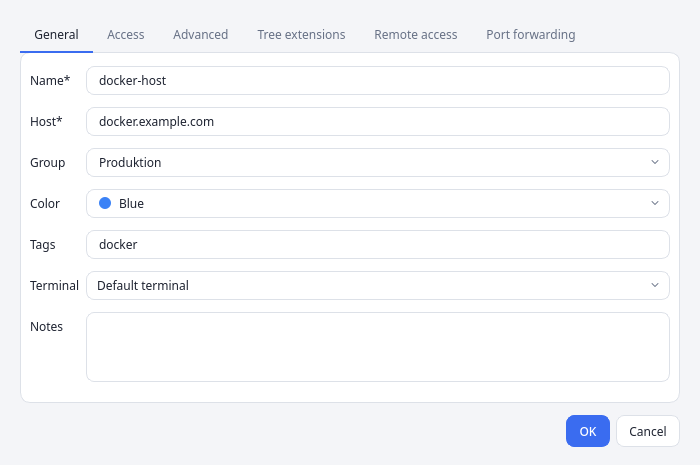 General Access Advanced Tree extensions Remote access Port forwarding
Name* docker-host
Host* docker.example.com
Group Produktion
Color Blue
Tags docker
Terminal Default terminal
Notes
OK Cancel